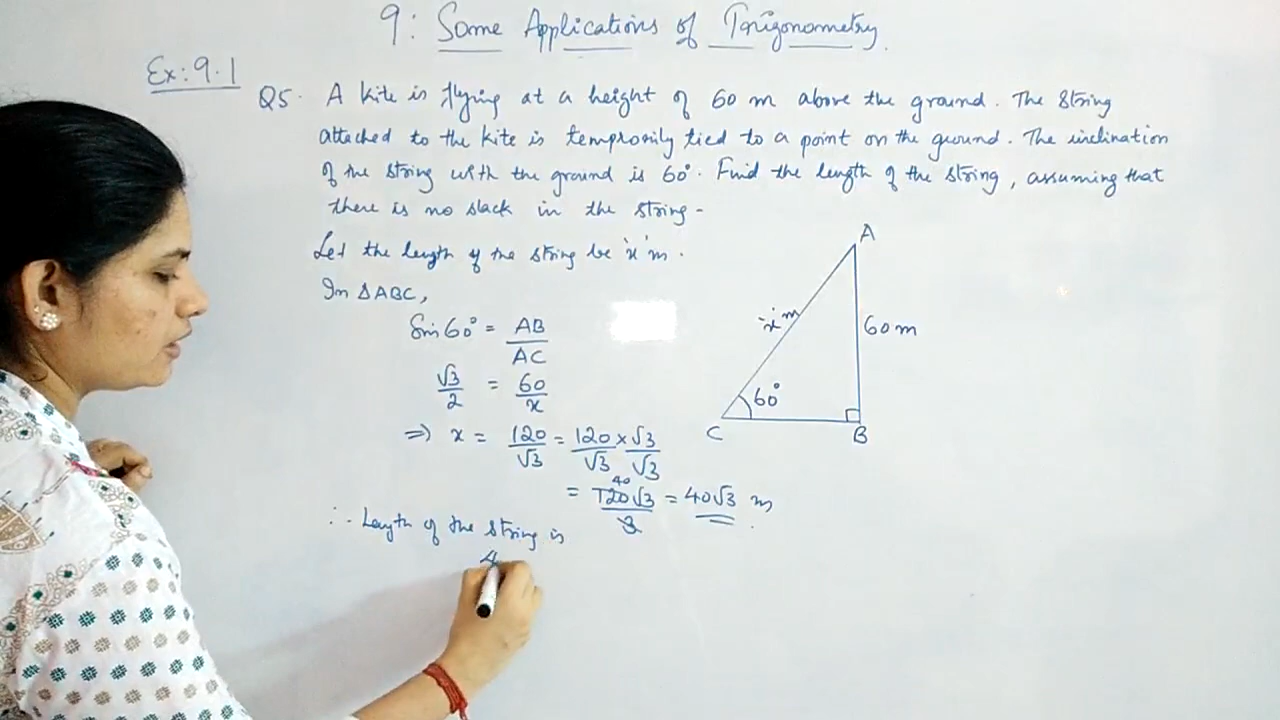 9: Some Applications of Trigonometry.
Ex: 9.1
Q5. A kite is flying at a height of 60 m above the ground. The string
attached to the kite is temprorily tied to a point on the ground. The inclination
of the string with the ground is 60°. Find the length of the string, assuming that
there is no slack in the string.
Let the length of the string be 'x' m.
In ΔABC,
Sin 60° = AB/AC
√3/2 = 60/x
⇒ x = 120/√3 = 120/√3 × √3/√3
= 120√3/3 = 40√3 m.
40
∴ Length of the string is
4
A
'x' m
60 m
60°
C
B